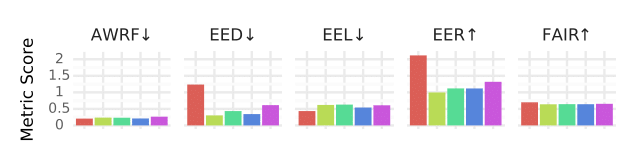 AWRF↓ EED↓ EEL↓ EER↑ FAIR↑
Metric Score
2
1.5
1
0.5
0